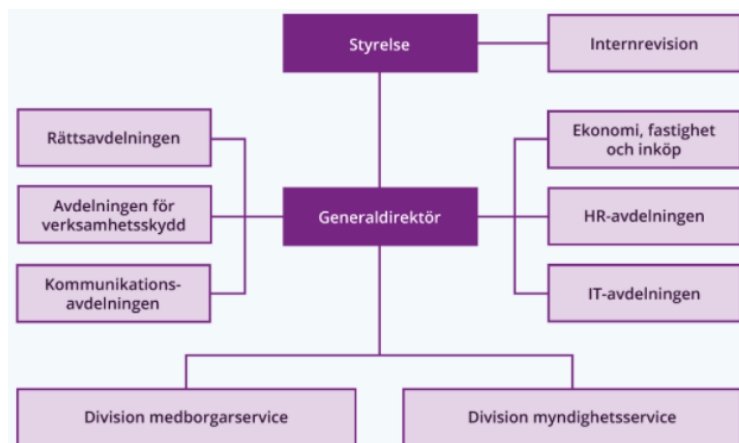 Styrelse
Internrevision
Rättsavdelningen
Ekonomi, fastighet
och inköp
Avdelningen för
verksamhetsskydd
Generaldirektör
HR-avdelningen
Kommunikations-
avdelningen
IT-avdelningen
Division medborgarservice
Division myndighetsservice